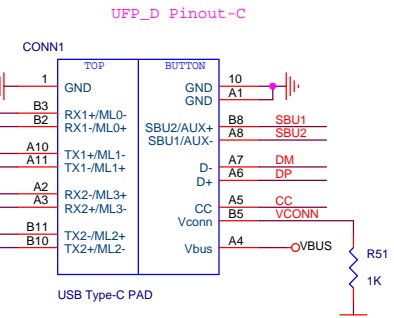 UFP_D Pinout-C
CONN1
TOP BUTTON
1 GND GND 10
GND A1
B3 RX1+/ML0- 
B2 RX1-/ML0+ SBU2/AUX+ B8 SBU1
SBU1/AUX- A8 SBU2
A10 TX1+/ML1-
A11 TX1-/ML1+ D- A7 DM
D+ A6 DP
A2 RX2-/ML3+
A3 RX2+/ML3- CC A5 CC
Vconn B5 VCONN
B11 TX2-/ML2+
B10 TX2+/ML2- Vbus A4 VBUS
R51
1K
USB Type-C PAD